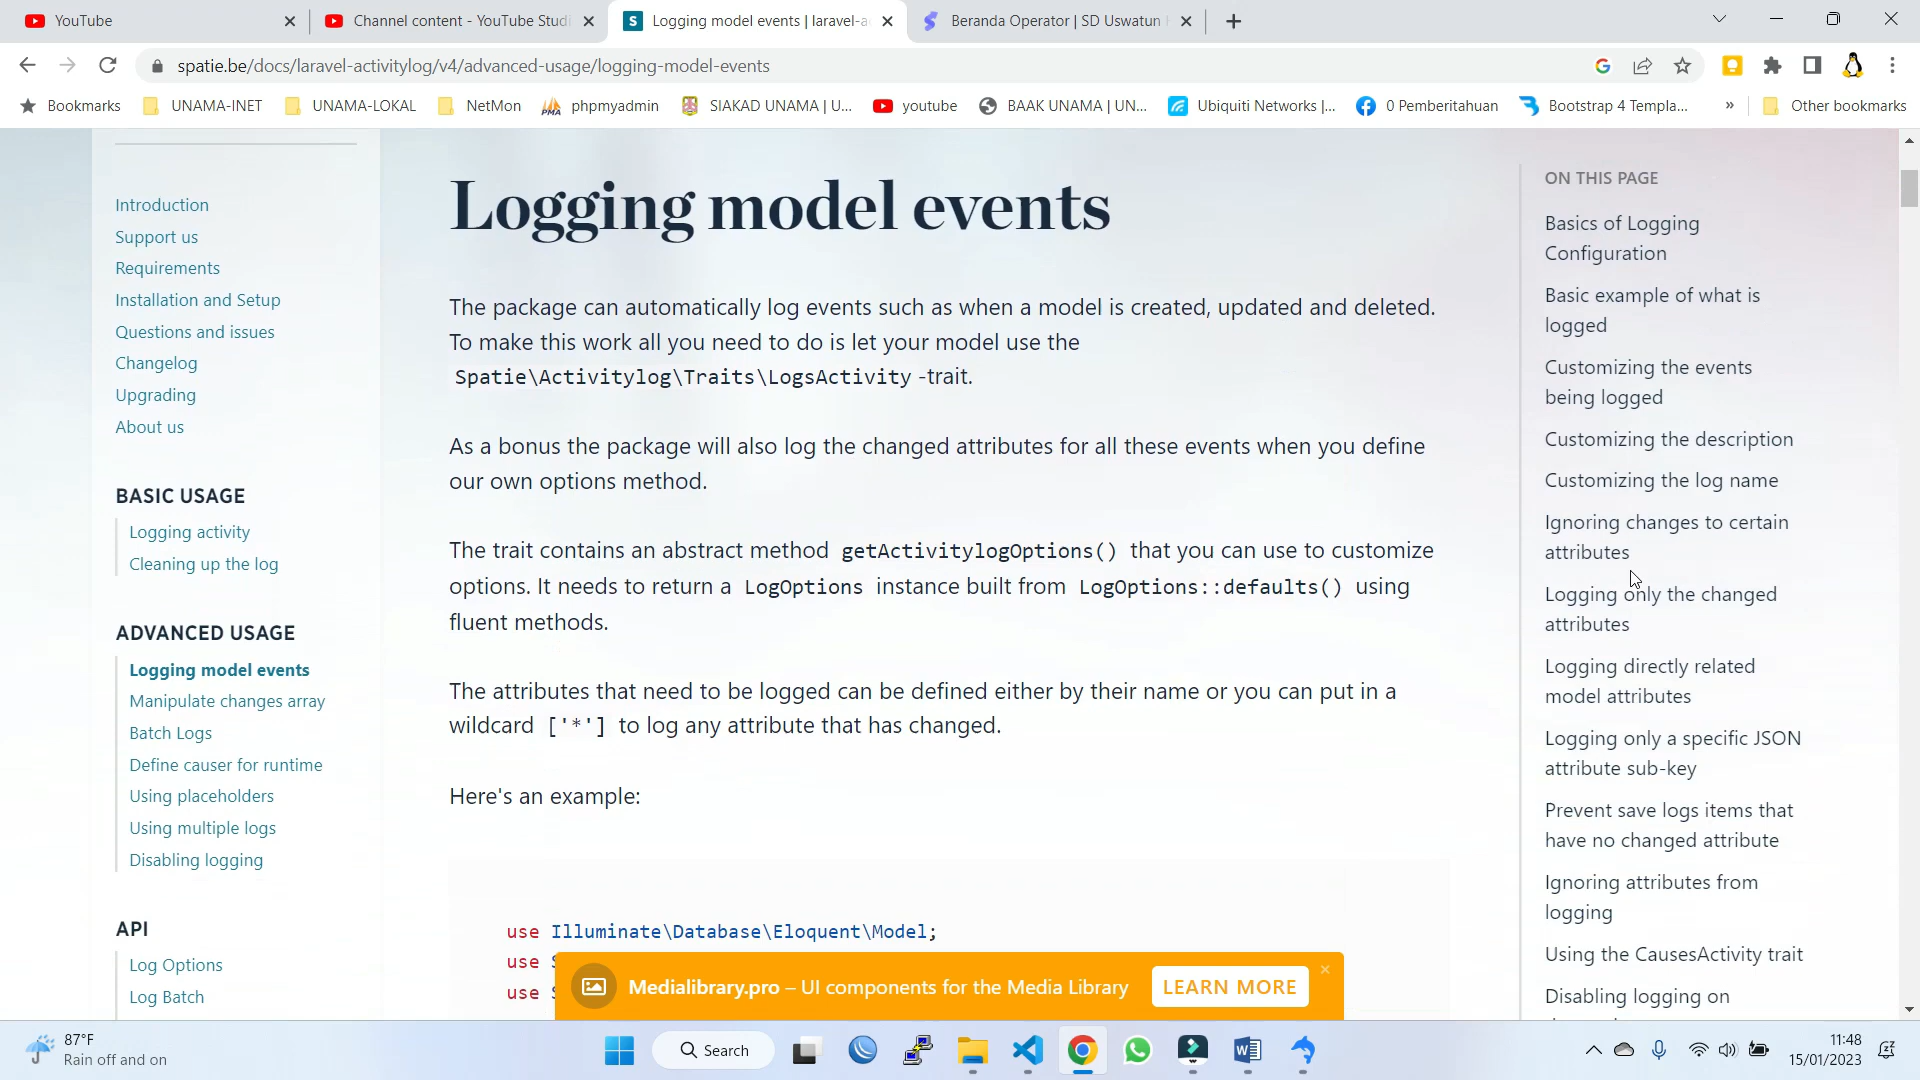 YouTube
Channel content - YouTube Studi
Logging model events | laravel-a
Beranda Operator | SD Uswatun
spatie.be/docs/laravel-activitylog/v4/advanced-usage/logging-model-events
Bookmarks
UNAMA-INET
UNAMA-LOKAL
NetMon
phpmyadmin
SIAKAD UNAMA | U...
youtube
BAAK UNAMA | UN...
Ubiquiti Networks |...
0 Pemberitahuan
Bootstrap 4 Templa...
»
Other bookmarks
Introduction
Support us
Requirements
Installation and Setup
Questions and issues
Changelog
Upgrading
About us
BASIC USAGE
Logging activity
Cleaning up the log
ADVANCED USAGE
Logging model events
Manipulate changes array
Batch Logs
Define causer for runtime
Using placeholders
Using multiple logs
Disabling logging
API
Log Options
Log Batch
Logging model events
The package can automatically log events such as when a model is created, updated and deleted.
To make this work all you need to do is let your model use the
Spatie\Activitylog\Traits\LogsActivity -trait.
As a bonus the package will also log the changed attributes for all these events when you define
our own options method.
The trait contains an abstract method getActivitylogOptions() that you can use to customize
options. It needs to return a LogOptions instance built from LogOptions::defaults() using
fluent methods.
The attributes that need to be logged can be defined either by their name or you can put in a
wildcard ['*'] to log any attribute that has changed.
Here's an example:
use Illuminate\Database\Eloquent\Model;
use S
use S
Medialibrary.pro – UI components for the Media Library
LEARN MORE
ON THIS PAGE
Basics of Logging
Configuration
Basic example of what is
logged
Customizing the events
being logged
Customizing the description
Customizing the log name
Ignoring changes to certain
attributes
Logging only the changed
attributes
Logging directly related
model attributes
Logging only a specific JSON
attribute sub-key
Prevent save logs items that
have no changed attribute
Ignoring attributes from
logging
Using the CausesActivity trait
Disabling logging on
87°F
Rain off and on
Search
11:48
15/01/2023